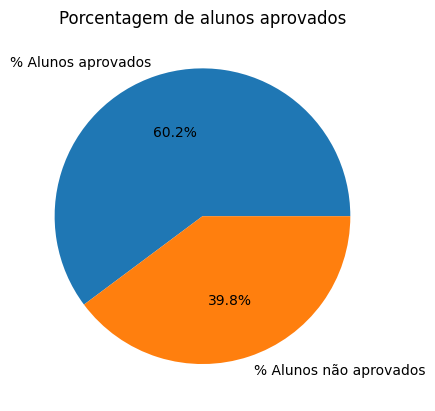 Porcentagem de alunos aprovados
% Alunos aprovados
60.2%
39.8%
% Alunos não aprovados